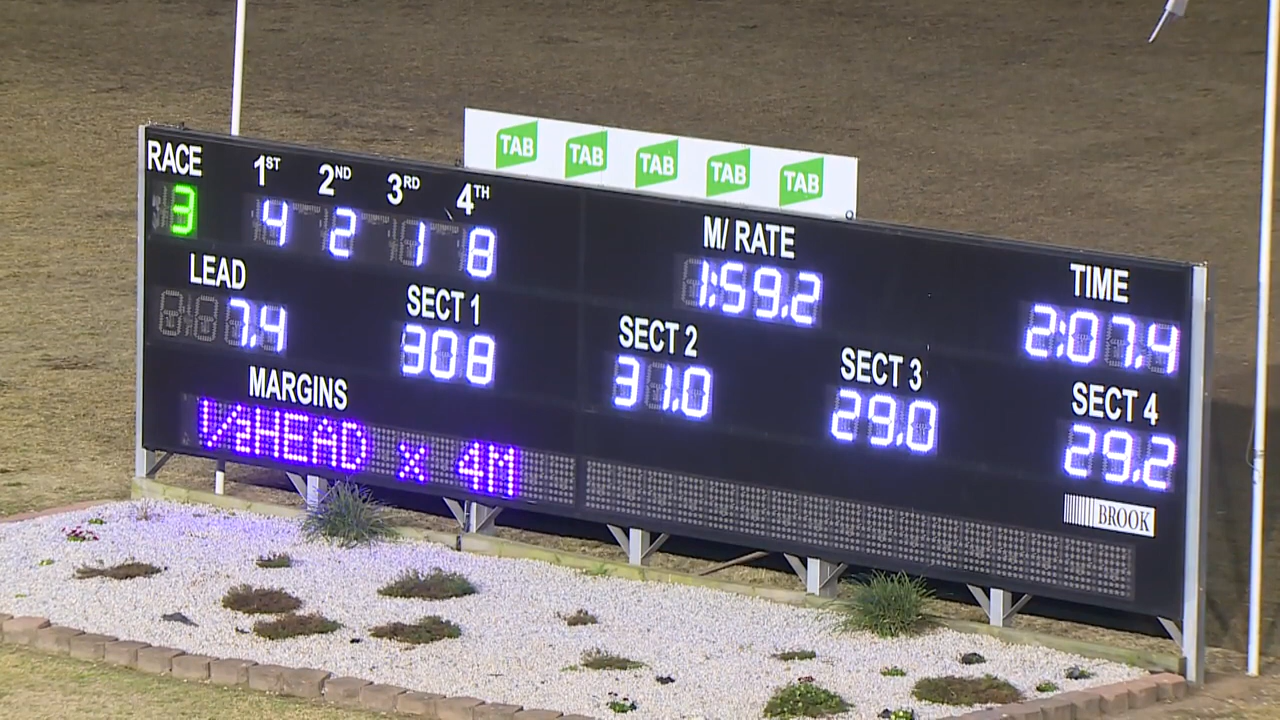 TAB TAB TAB TAB TAB
RACE 1ST 2ND 3RD 4TH
3 4 2 1 8
M/ RATE
1:59.2
TIME
2:07.4
LEAD
7.4
SECT 1
308
SECT 2
31.0
SECT 3
29.0
SECT 4
29.2
MARGINS
1/2HEAD x 4M
BROOK